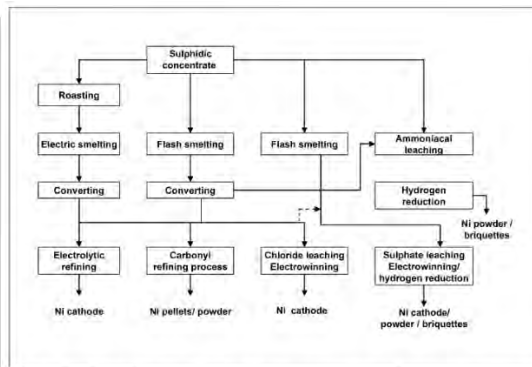 Sulphidic
concentrate
Roasting
Electric smelting
Flash smelting
Flash smelting
Ammoniacal
leaching
Converting
Converting
Hydrogen
reduction
Ni powder /
briquettes
Electrolytic
refining
Carbonyl
refining process
Chloride leaching
Electrowinning
Sulphate leaching
Electrowinning/
hydrogen reduction
Ni cathode
Ni pellets/ powder
Ni cathode
Ni cathode/
powder / briquettes